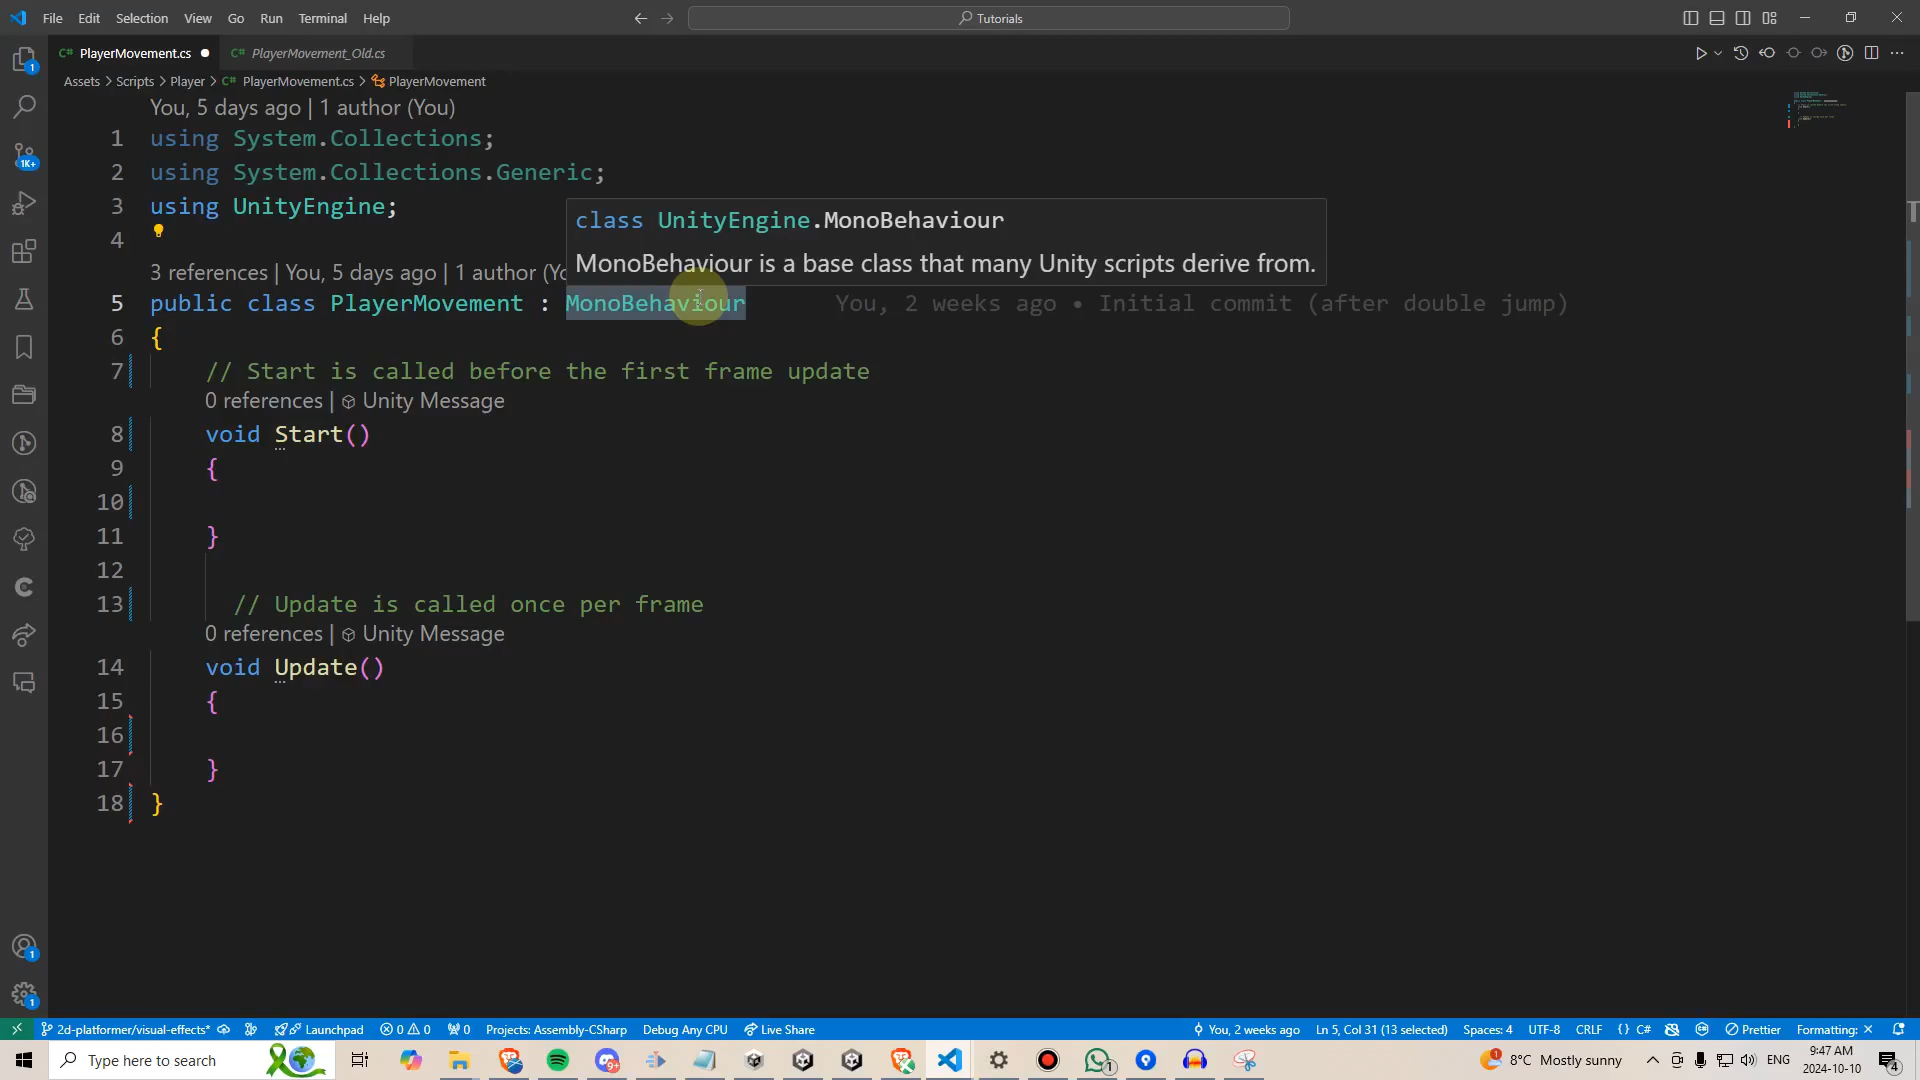 File Edit Selection View Go Run Terminal Help
Tutorials
PlayerMovement.cs
PlayerMovement_Old.cs
Assets > Scripts > Player > PlayerMovement.cs > PlayerMovement
You, 5 days ago | 1 author (You)
1 using System.Collections;
2 using System.Collections.Generic;
3 using UnityEngine;
class UnityEngine.MonoBehaviour
4
MonoBehaviour is a base class that many Unity scripts derive from.
3 references | You, 5 days ago | 1 author (Yo
5 public class PlayerMovement : MonoBehaviour You, 2 weeks ago • Initial commit (after double jump)
6 {
7 // Start is called before the first frame update
0 references | Unity Message
8 void Start()
9 {
10
11 }
12
13 // Update is called once per frame
0 references | Unity Message
14 void Update()
15 {
16
17 }
18 }
2d-platformer/visual-effects* Launchpad 0 0 0 Projects: Assembly-CSharp Debug Any CPU Live Share You, 2 weeks ago Ln 5, Col 31 (13 selected) Spaces: 4 UTF-8 CRLF {} C# Prettier Formatting: ×
Type here to search
8°C Mostly sunny
ENG
9:47 AM
2024-10-10
1
1K+
1
1
9+
1
1
4